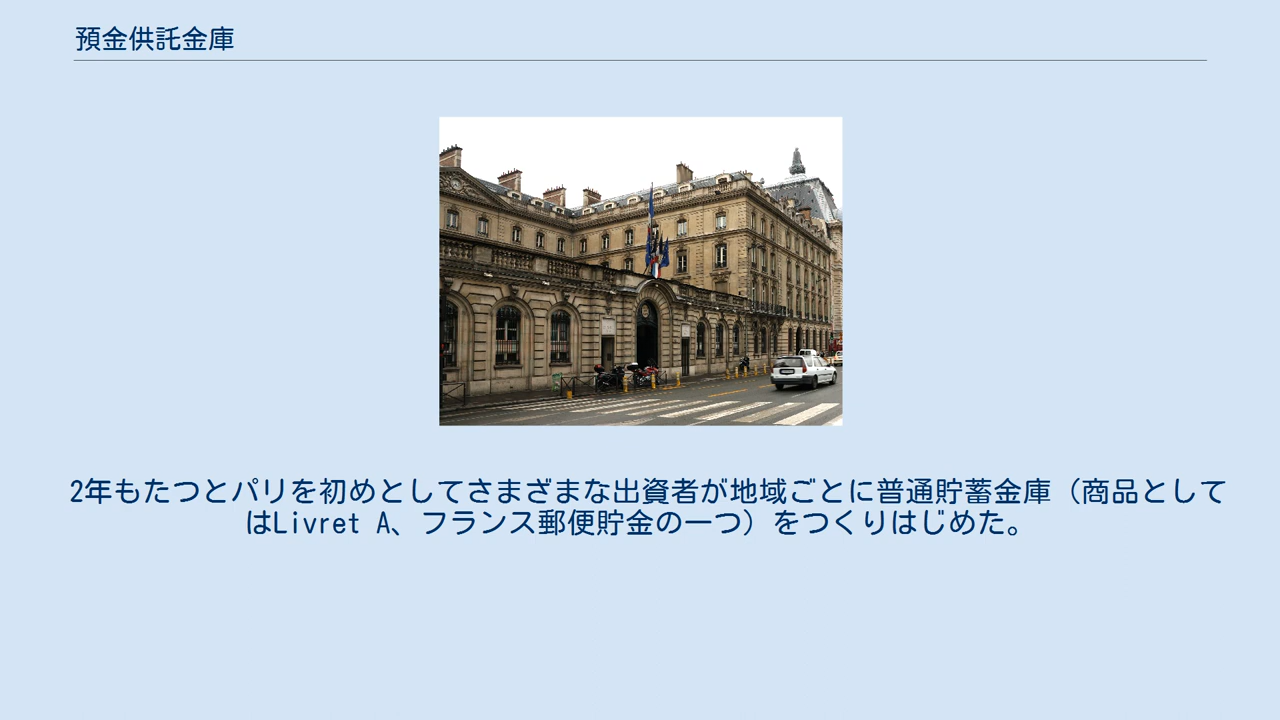 預金供託金庫
2年もたつとパリを初めとしてさまざまな出資者が地域ごとに普通貯蓄金庫（商品として
はLivret A、フランス郵便貯金の一つ）をつくりはじめた。